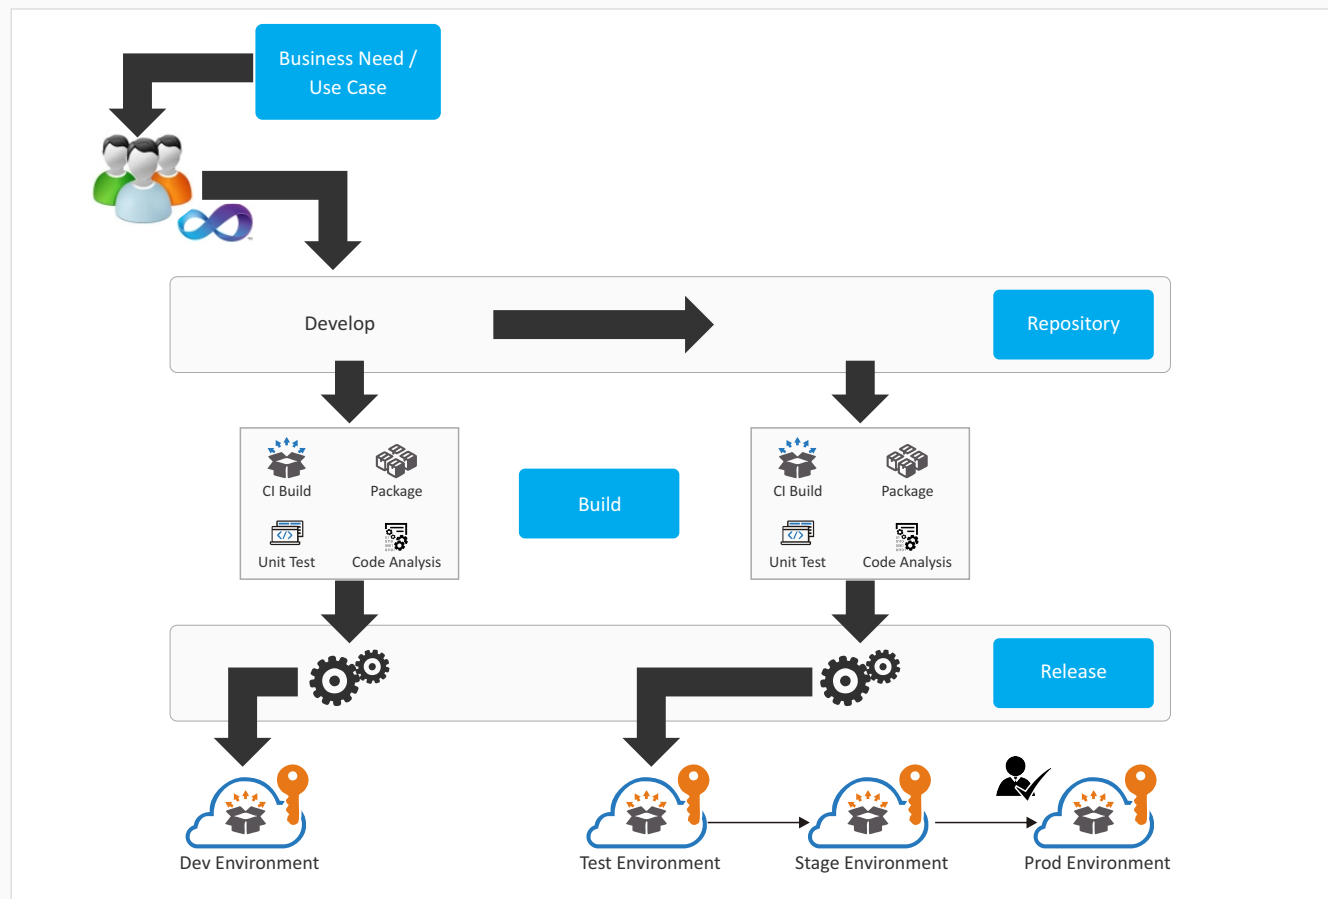 Business Need /
Use Case
Develop
Repository
CI Build
Package
Unit Test
Code Analysis
Build
CI Build
Package
Unit Test
Code Analysis
Release
Dev Environment
Test Environment
Stage Environment
Prod Environment